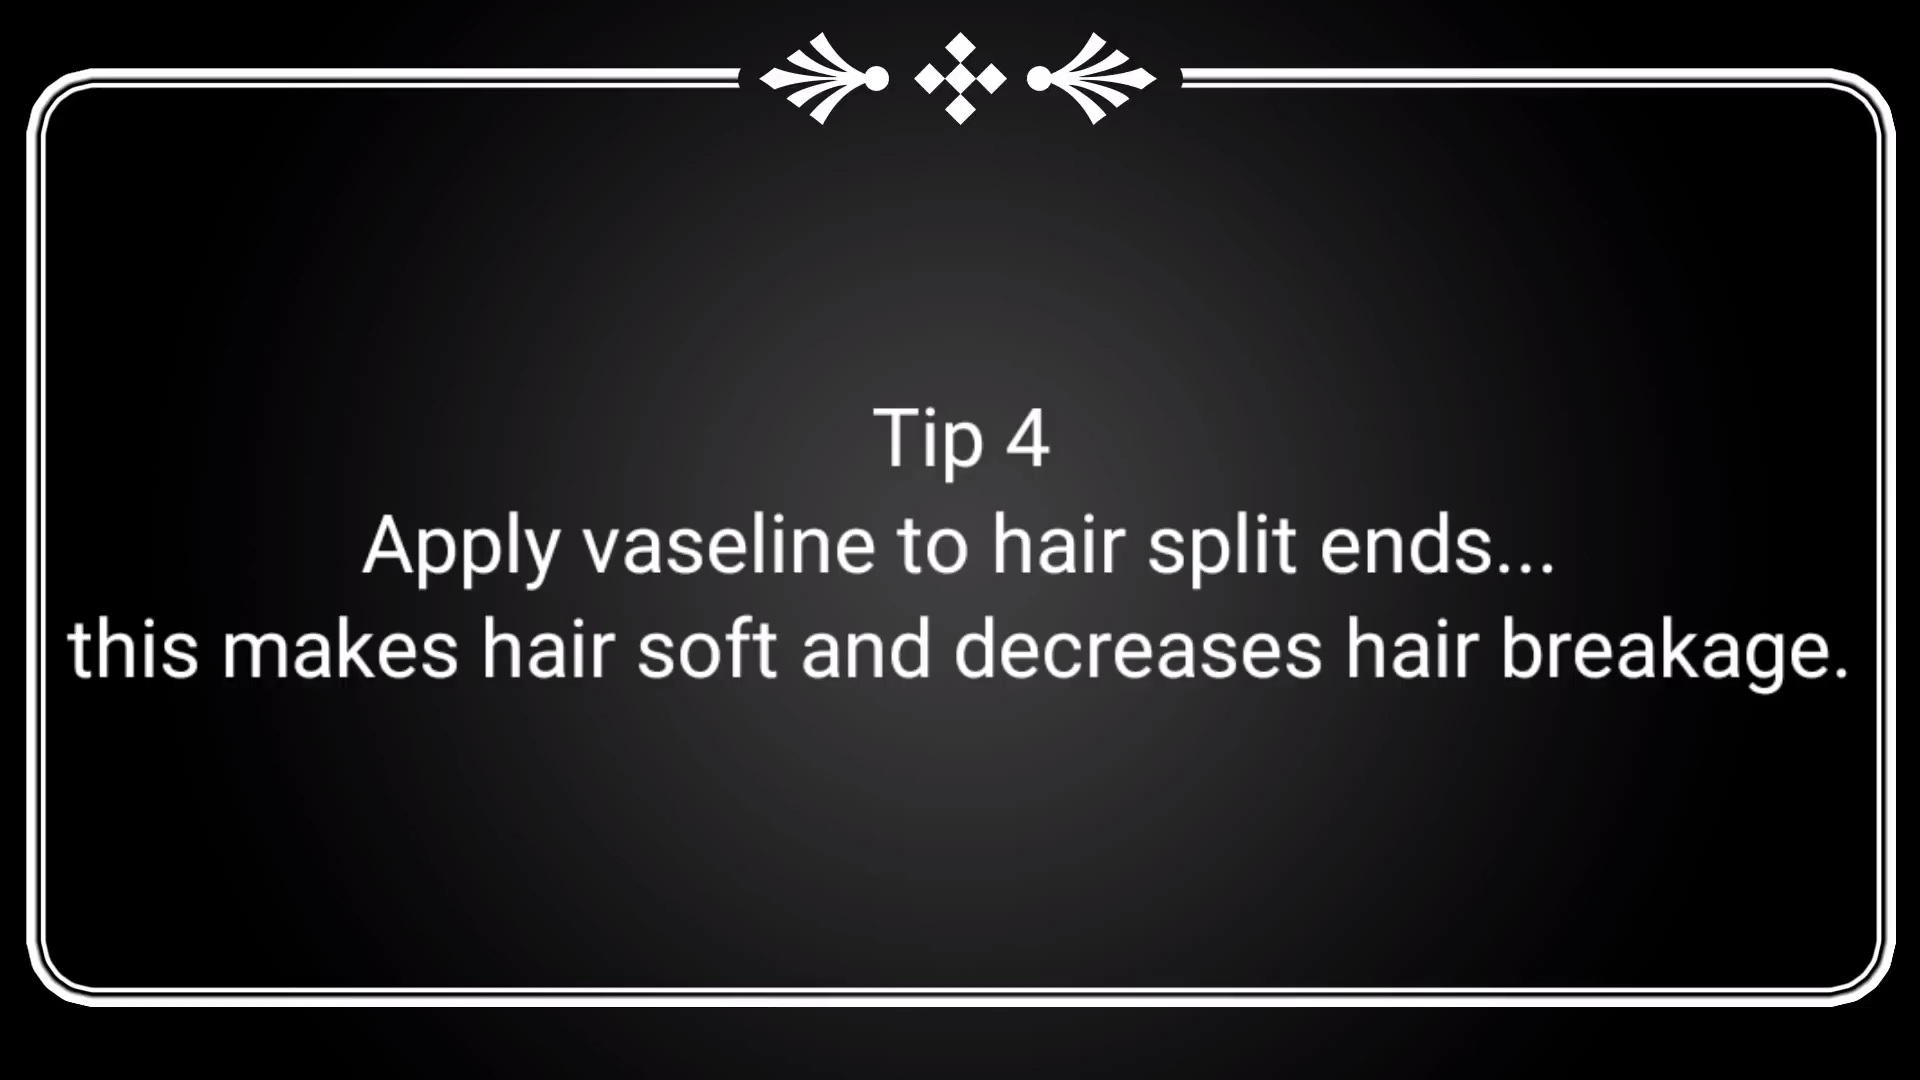 Tip 4
Apply vaseline to hair split ends...
this makes hair soft and decreases hair breakage.